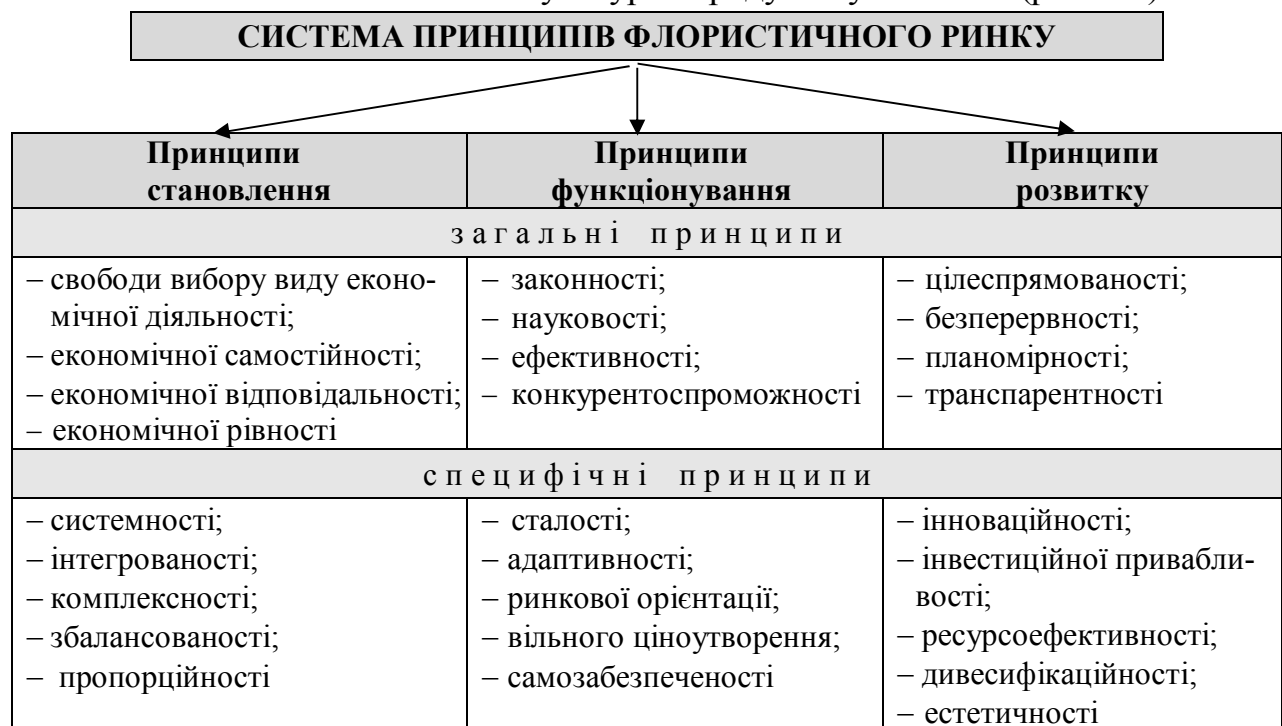 СИСТЕМА ПРИНЦИПІВ ФЛОРИСТИЧНОГО РИНКУ
Принципи
становлення
Принципи
функціонування
Принципи
розвитку
загальні принципи
– свободи вибору виду еконо-
мічної діяльності;
– економічної самостійності;
– економічної відповідальності;
– економічної рівності
– законності;
– науковості;
– ефективності;
– конкурентоспроможності
– цілеспрямованості;
– безперервності;
– планомірності;
– транспарентності
специфічні принципи
– системності;
– інтегрованості;
– комплексності;
– збалансованості;
– пропорційності
– сталості;
– адаптивності;
– ринкової орієнтації;
– вільного ціноутворення;
– самозабезпеченості
– інноваційності;
– інвестиційної привабли-
вості;
– ресурсоефективності;
– дивесифікаційності;
– естетичності